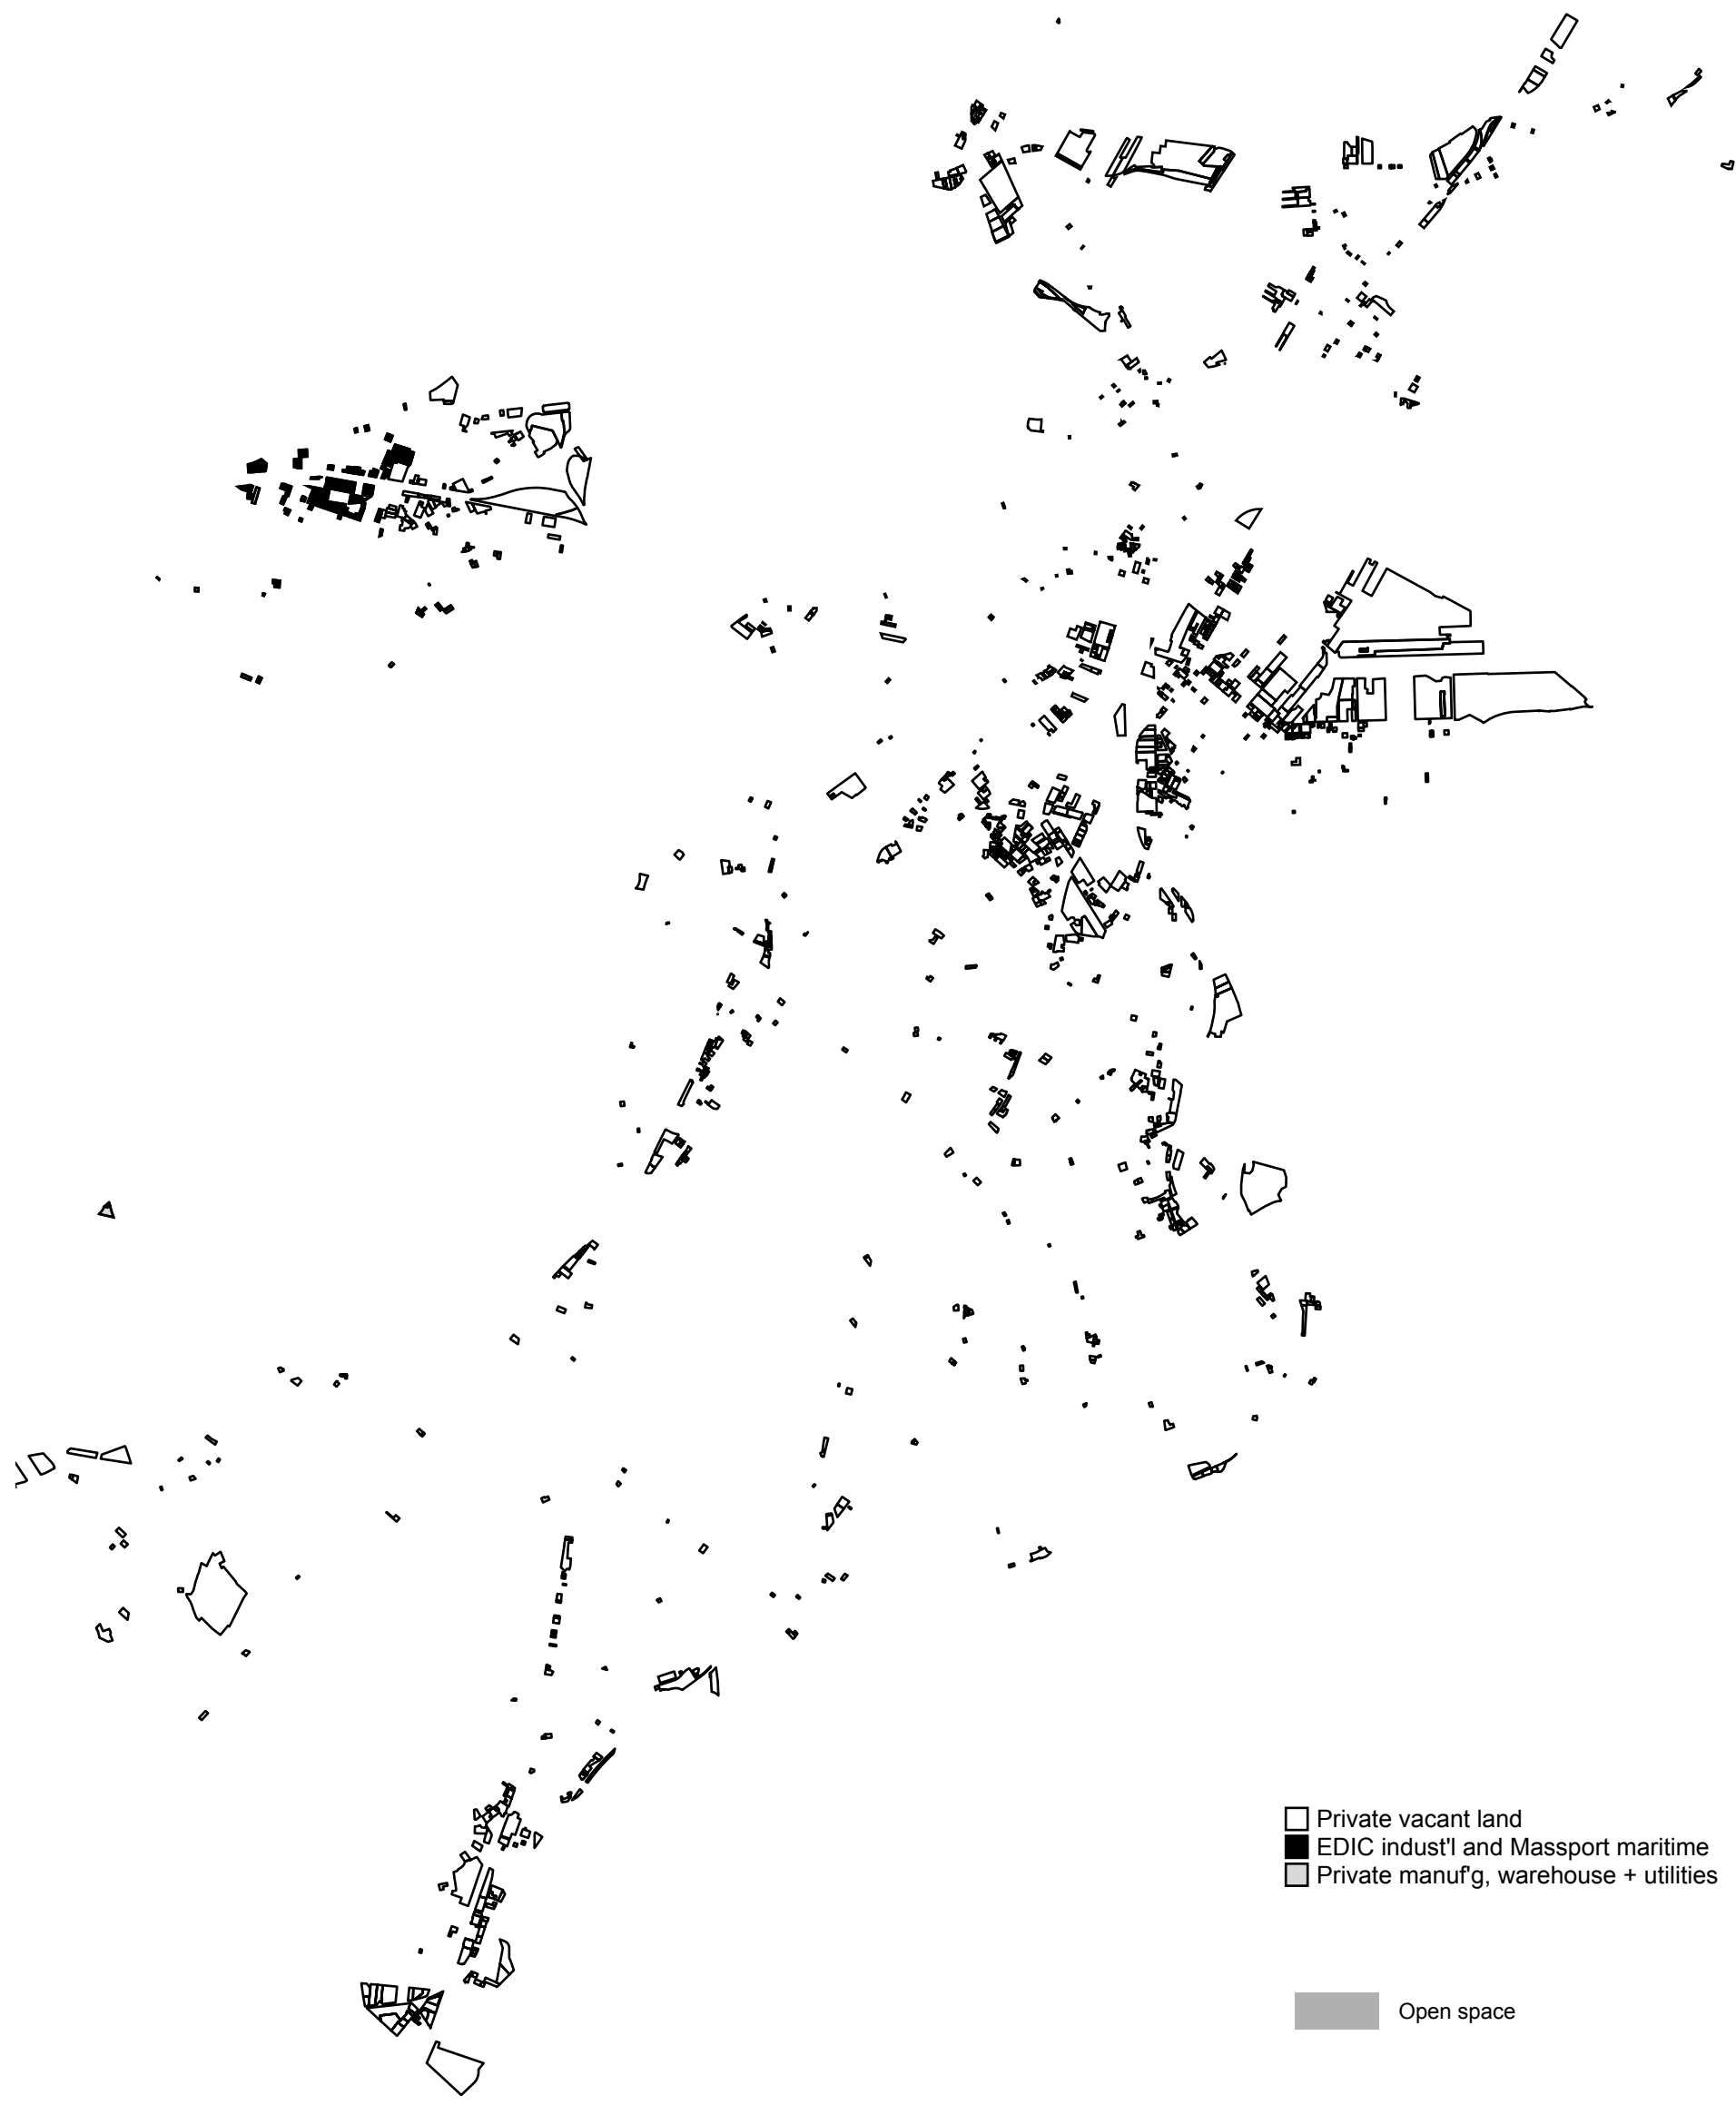 Private vacant land
EDIC indust'l and Massport maritime
Private manuf'g, warehouse + utilities
Open space